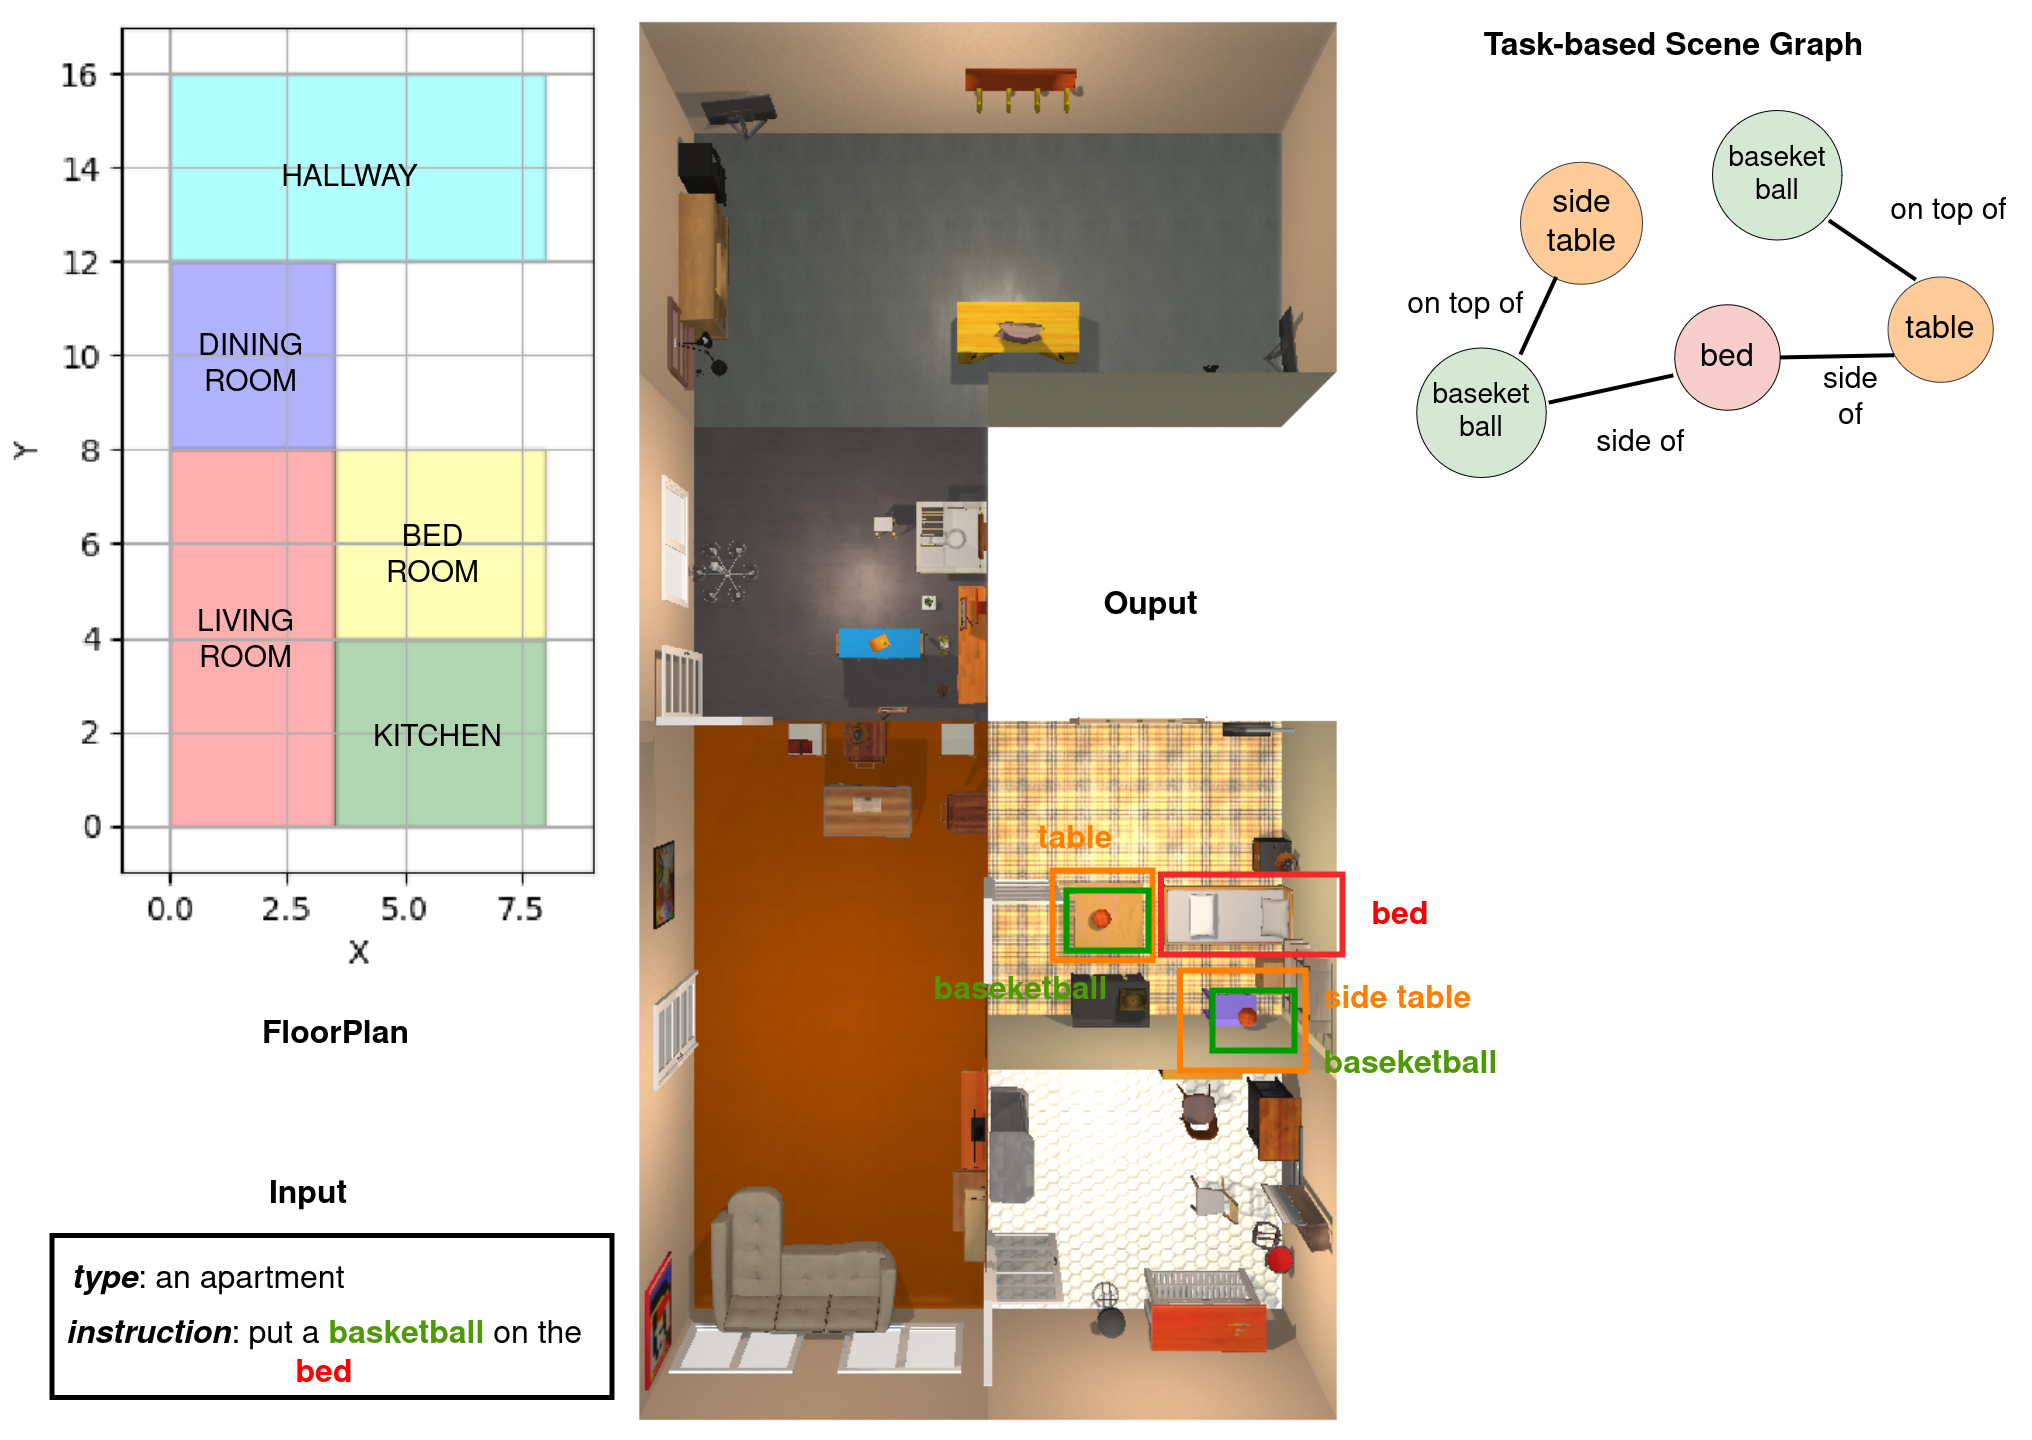 16
14
12
10
8
6
4
2
0
Y
HALLWAY
DINING
ROOM
BED
ROOM
LIVING
ROOM
KITCHEN
0.0 2.5 5.0 7.5
X
FloorPlan
Input
type: an apartment
instruction: put a basketball on the
bed
Ouput
table
bed
baseketball
side table
baseketball
Task-based Scene Graph
baseket
ball
side
table
on top of
on top of
table
bed
side
of
baseket
ball
side of